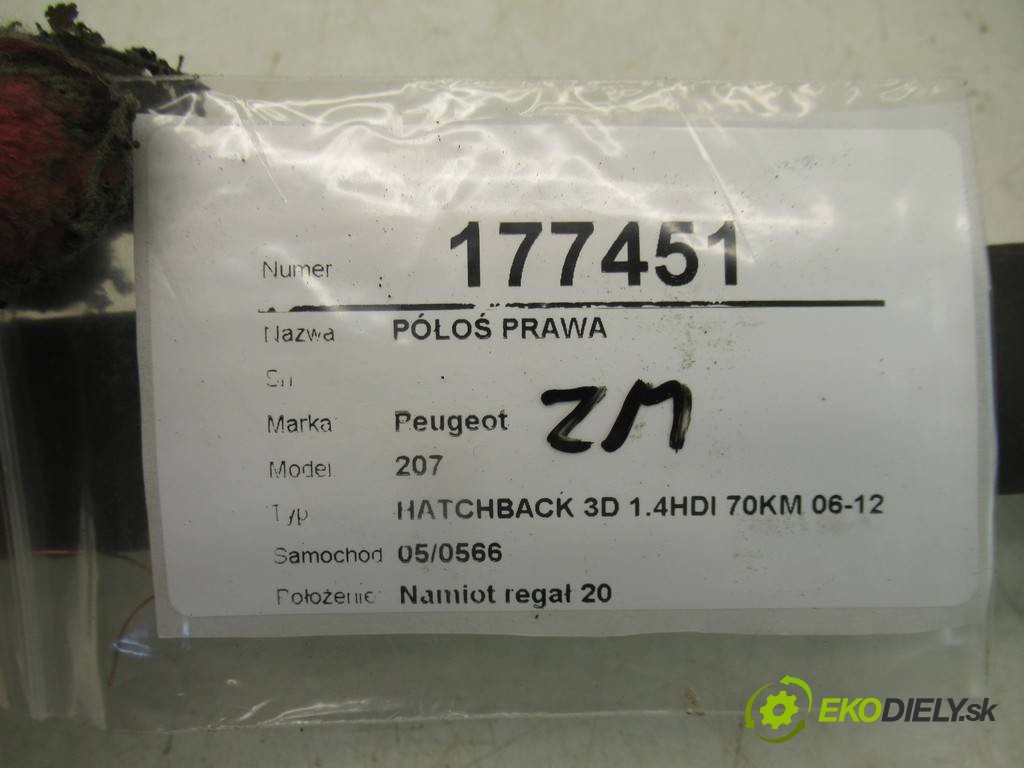 Numer 177451
Nazwa PÓŁOŚ PRAWA
Sn
Marka Peugeot
ZM
Model 207
Typ HATCHBACK 3D 1.4HDI 70KM 06-12
Samochod 05/0566
Położenie Namiot regał 20
EKODIELY.sk